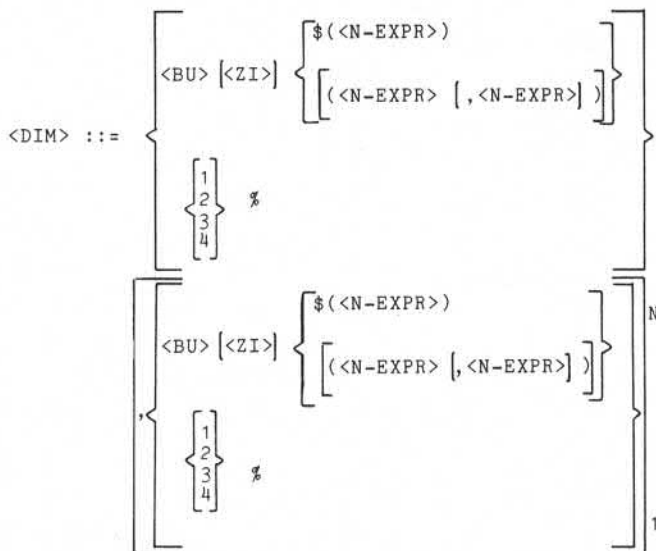 $(<N-EXPR>)
<BU> [<ZI>]
[(<N-EXPR> [,<N-EXPR>] )]
<DIM> ::=
1
2 %
3
4
$(<N-EXPR>)
N
<BU> [<ZI>]
[(<N-EXPR> [,<N-EXPR>] )]
,
1
2
3 %
4
1